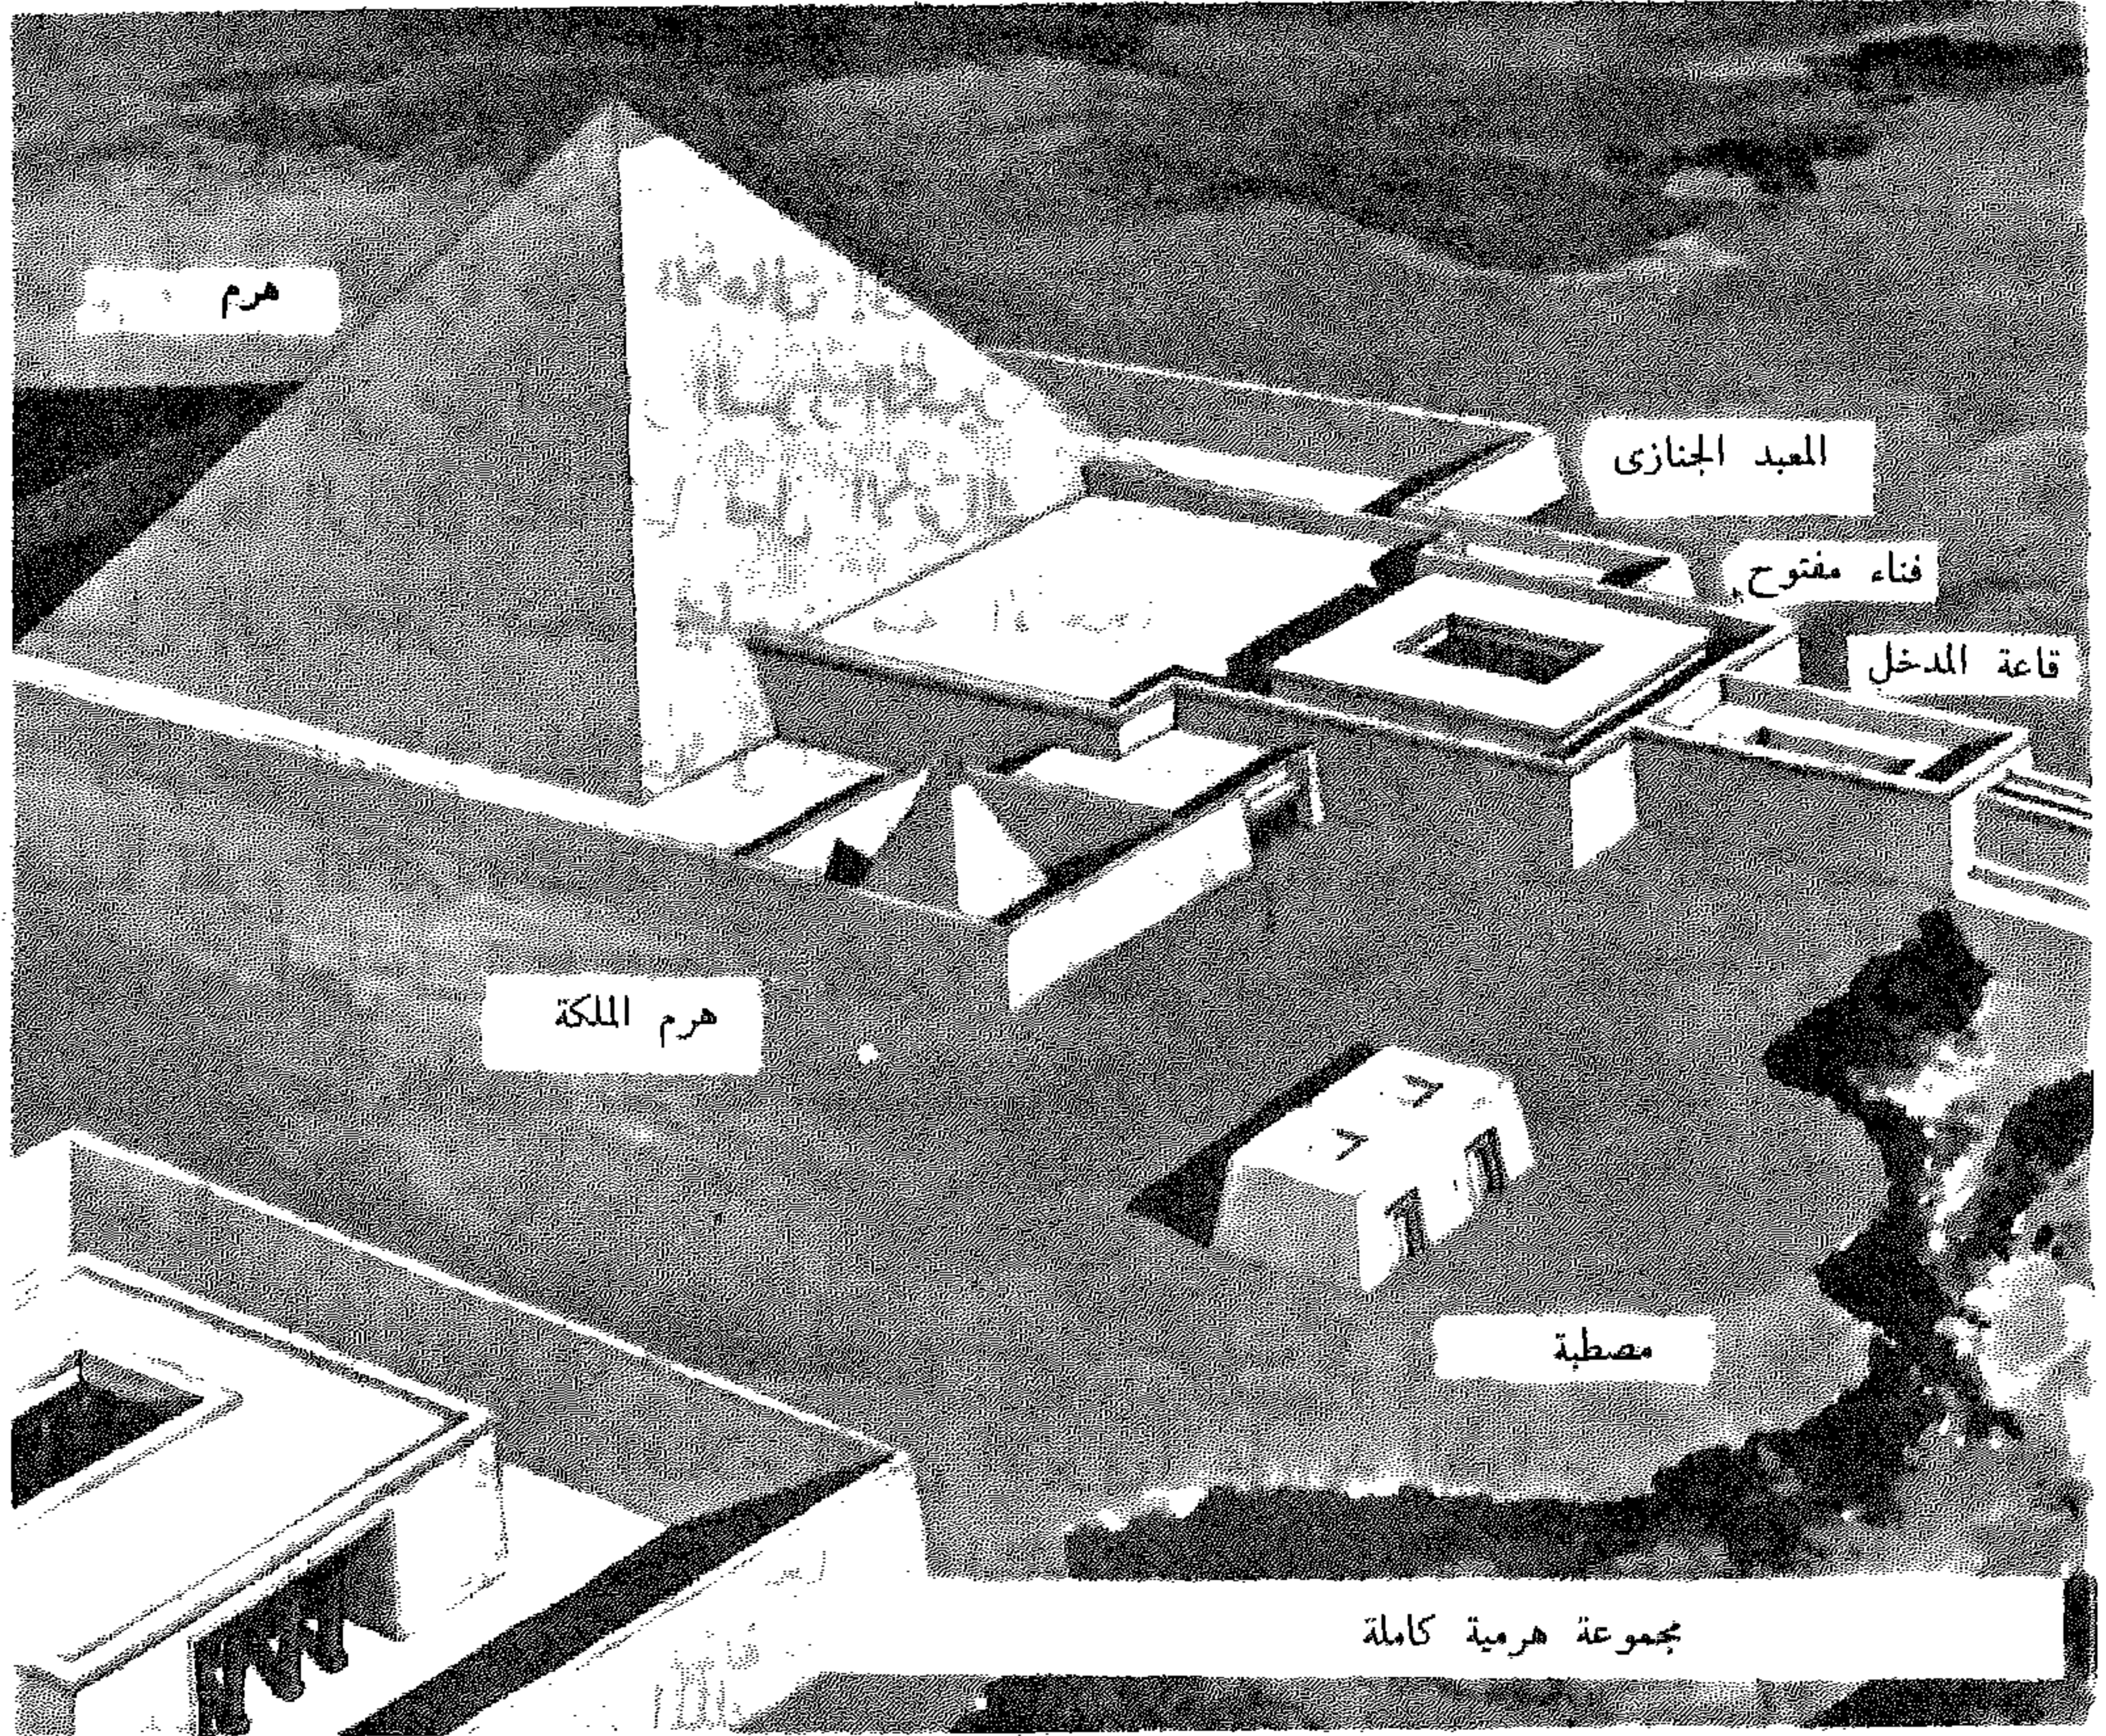 هرم
المعبد الجنازى
فناء مفتوح
قاعة المدخل
هرم الملكة
مصطبة
مجموعة هرمية كاملة